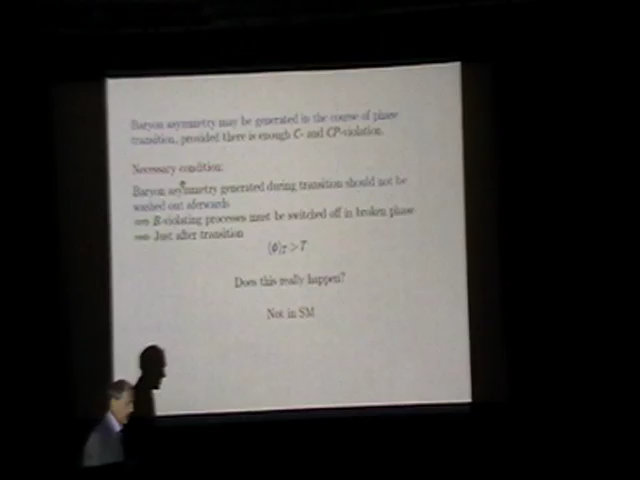 Baryon asymmetry may be generated in the course of phase
transition, provided there is enough C- and CP-violation.
Necessary condition:
Baryon asymmetry generated during transition should not be
washed out aferwards
⟹ B-violating processes must be switched off in broken phase
⟹ Just after transition
⟨ϕ⟩T > T
Does this really happen?
Not in SM